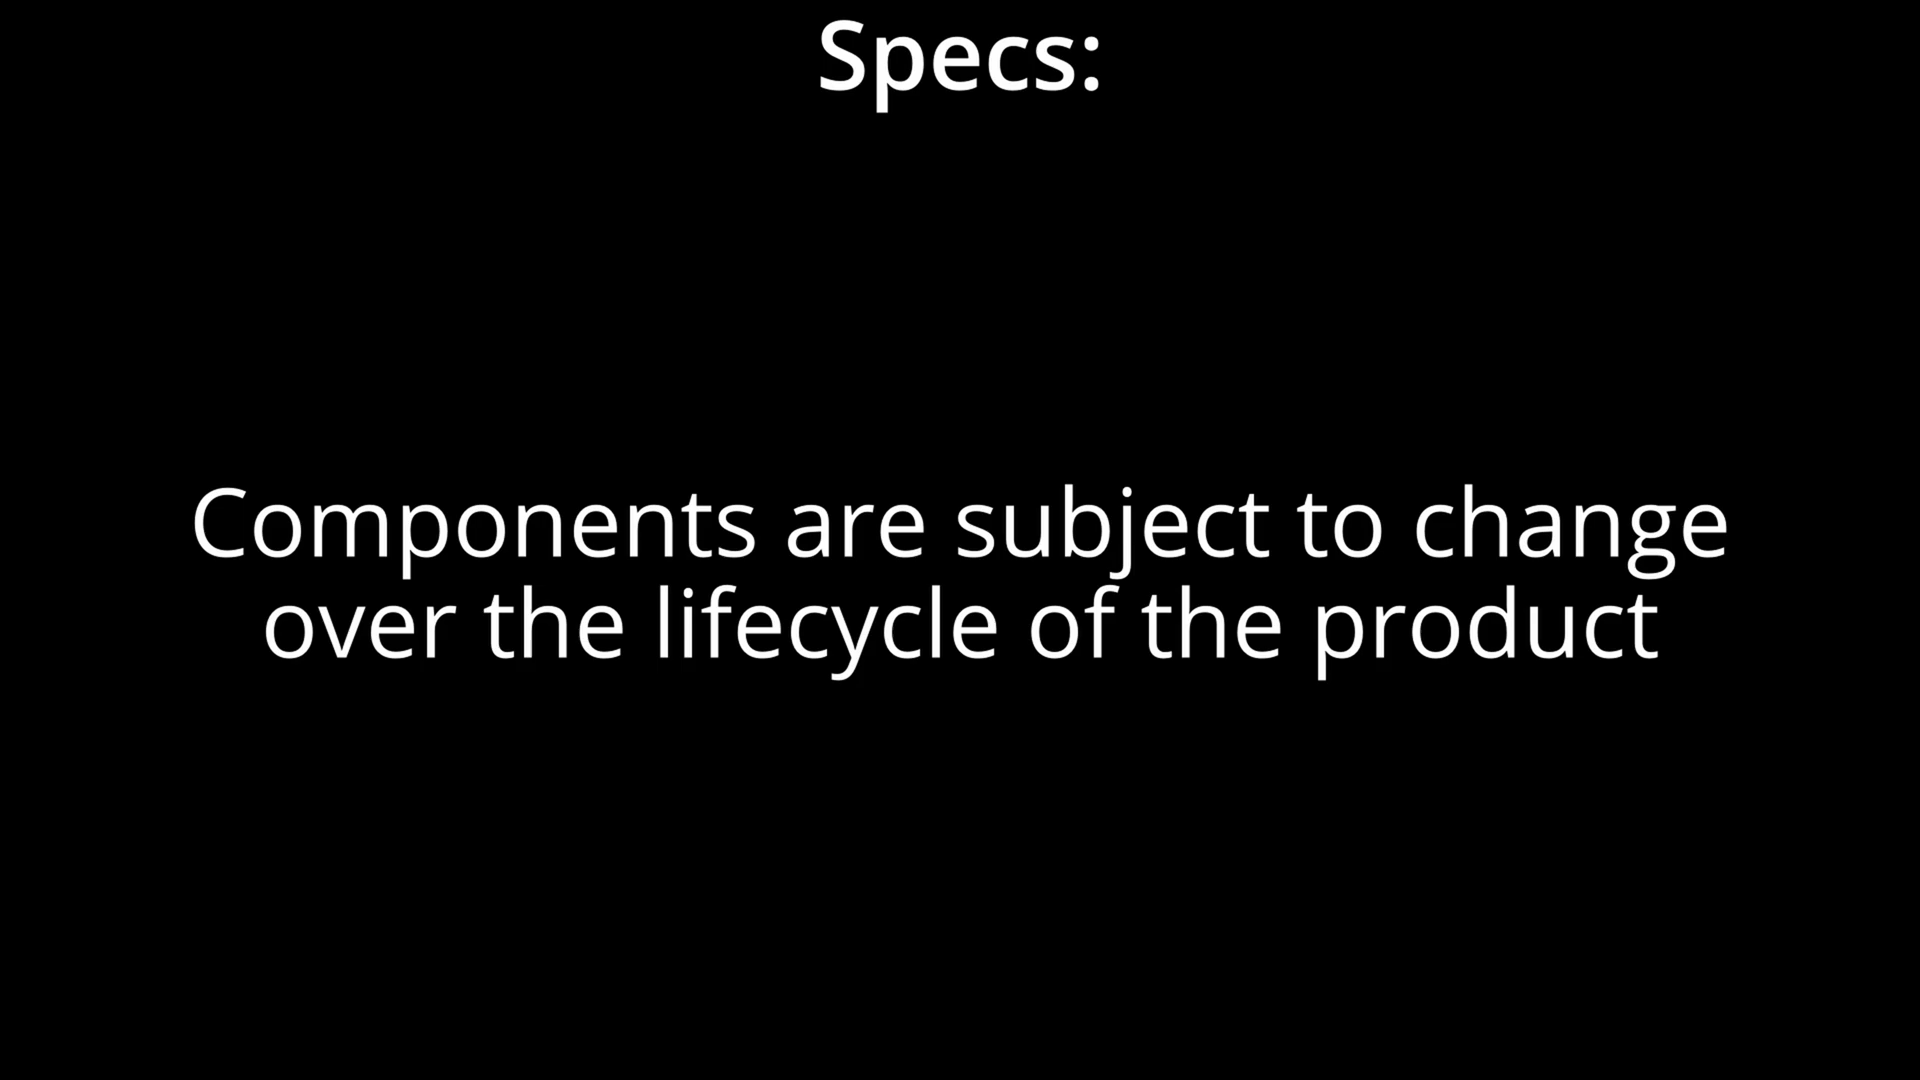 Specs:
Components are subject to change
over the lifecycle of the product